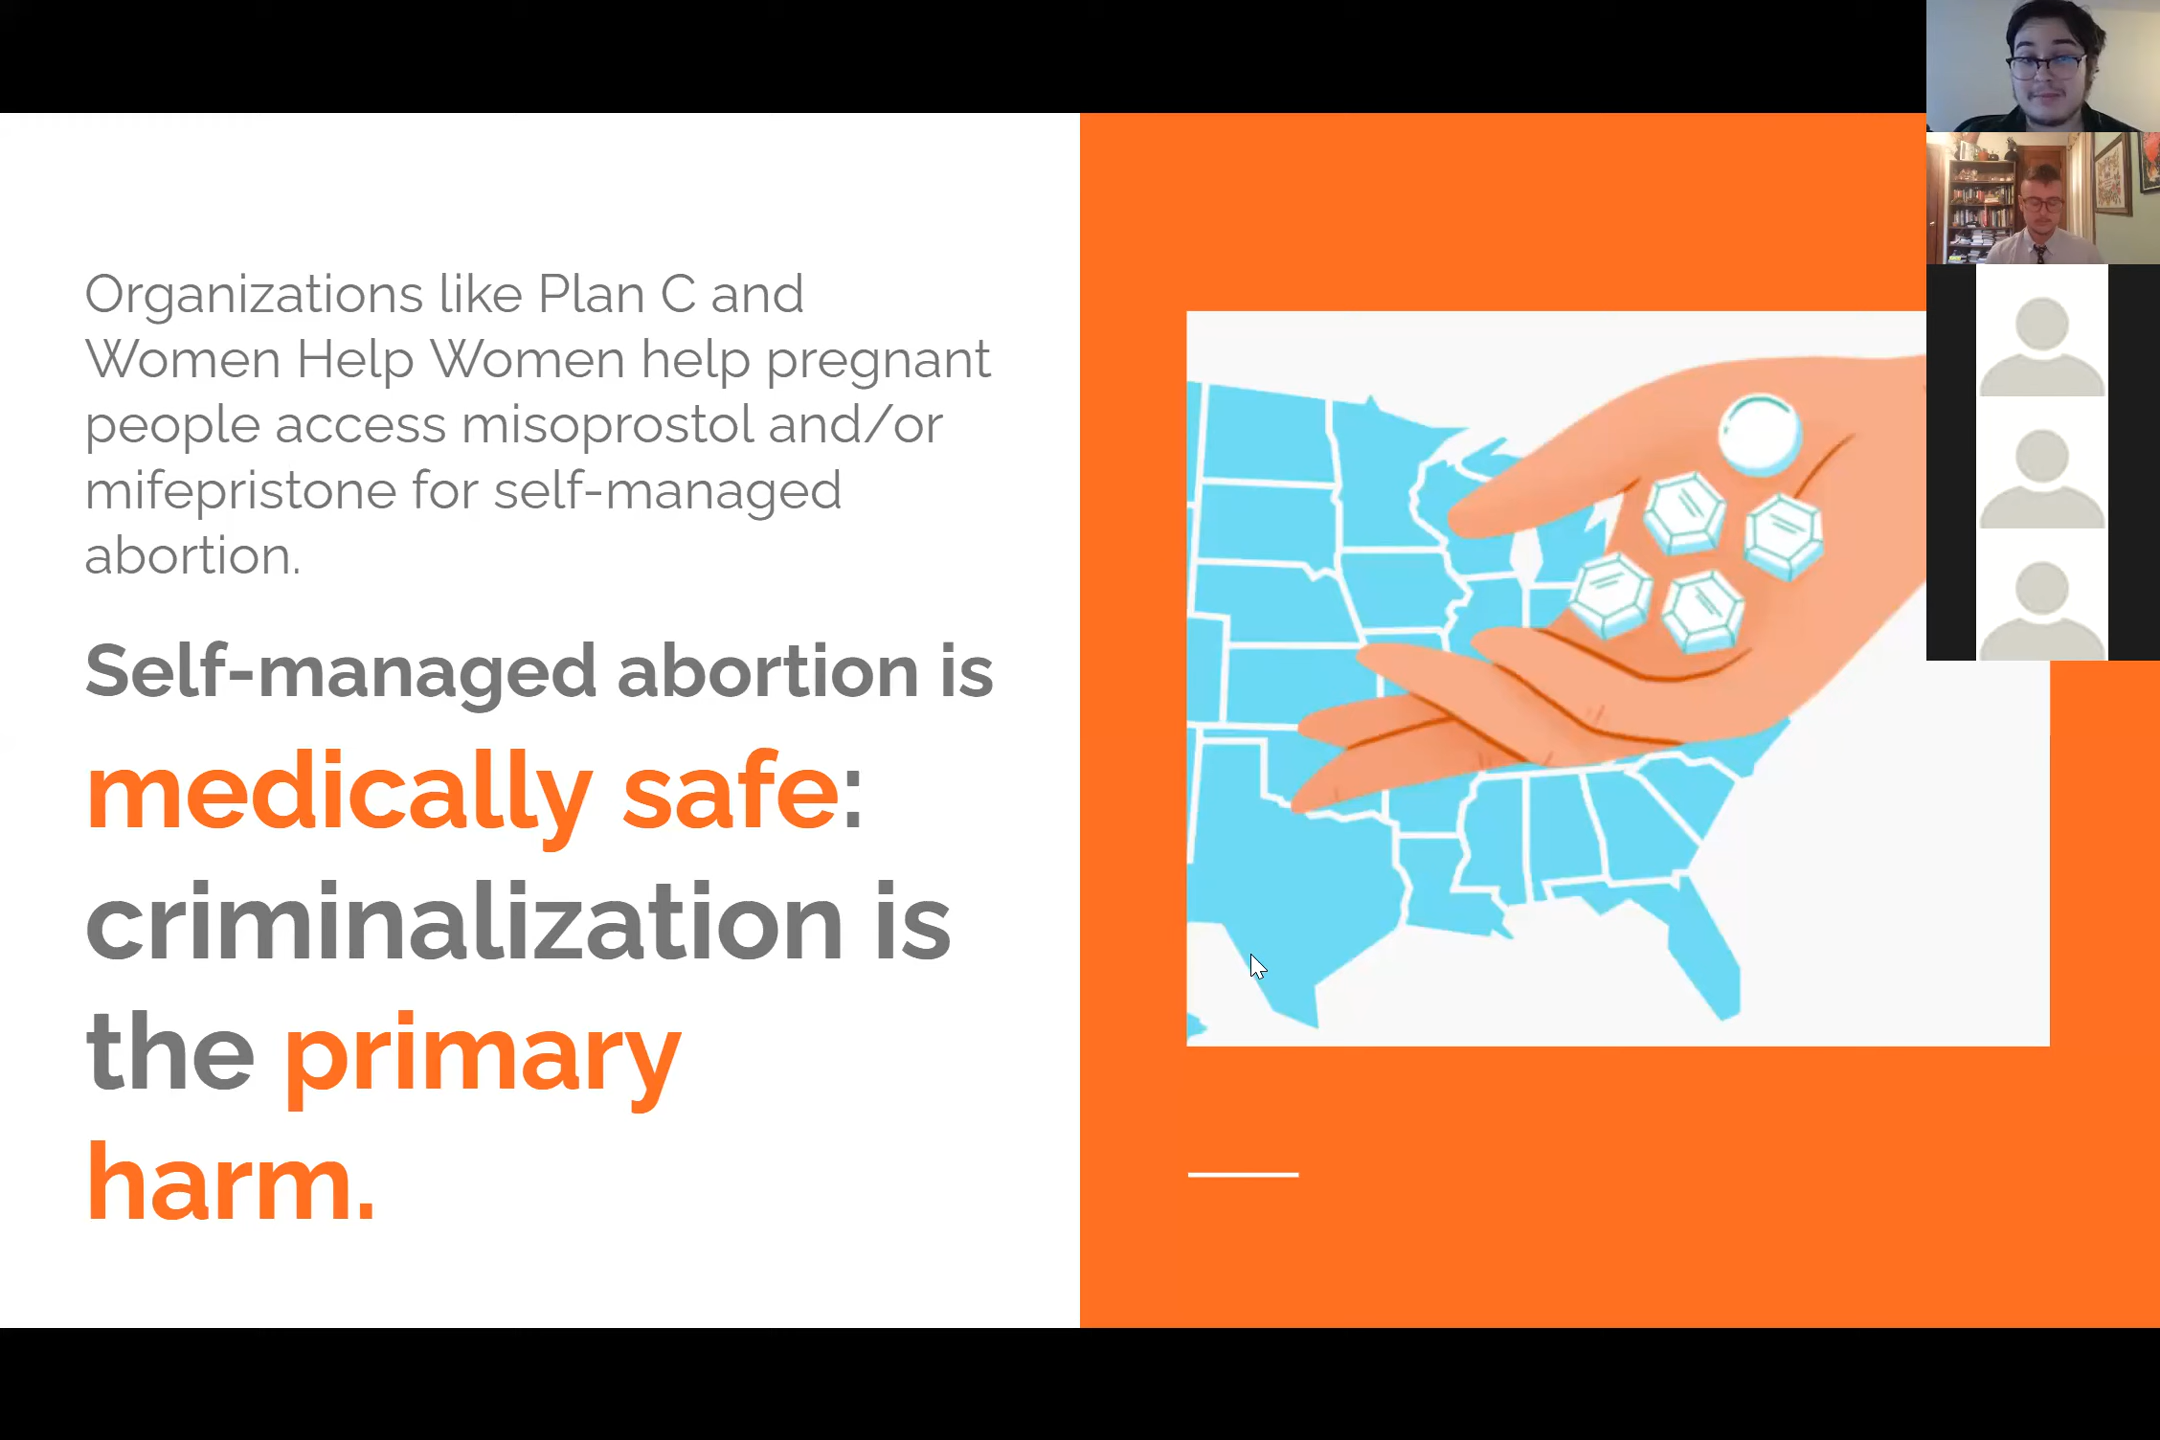 Organizations like Plan C and
Women Help Women help pregnant
people access misoprostol and/or
mifepristone for self-managed
abortion.
Self-managed abortion is
medically safe:
criminalization is
the primary
harm.